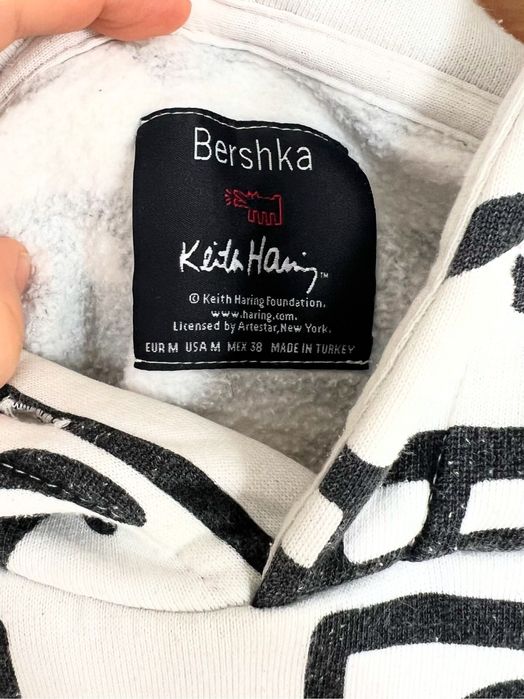 Bershka
Keith Haring™
© Keith Haring Foundation.
www.haring.com.
Licensed by Artestar, New York.
EUR M USA M MEX 38 MADE IN TURKEY